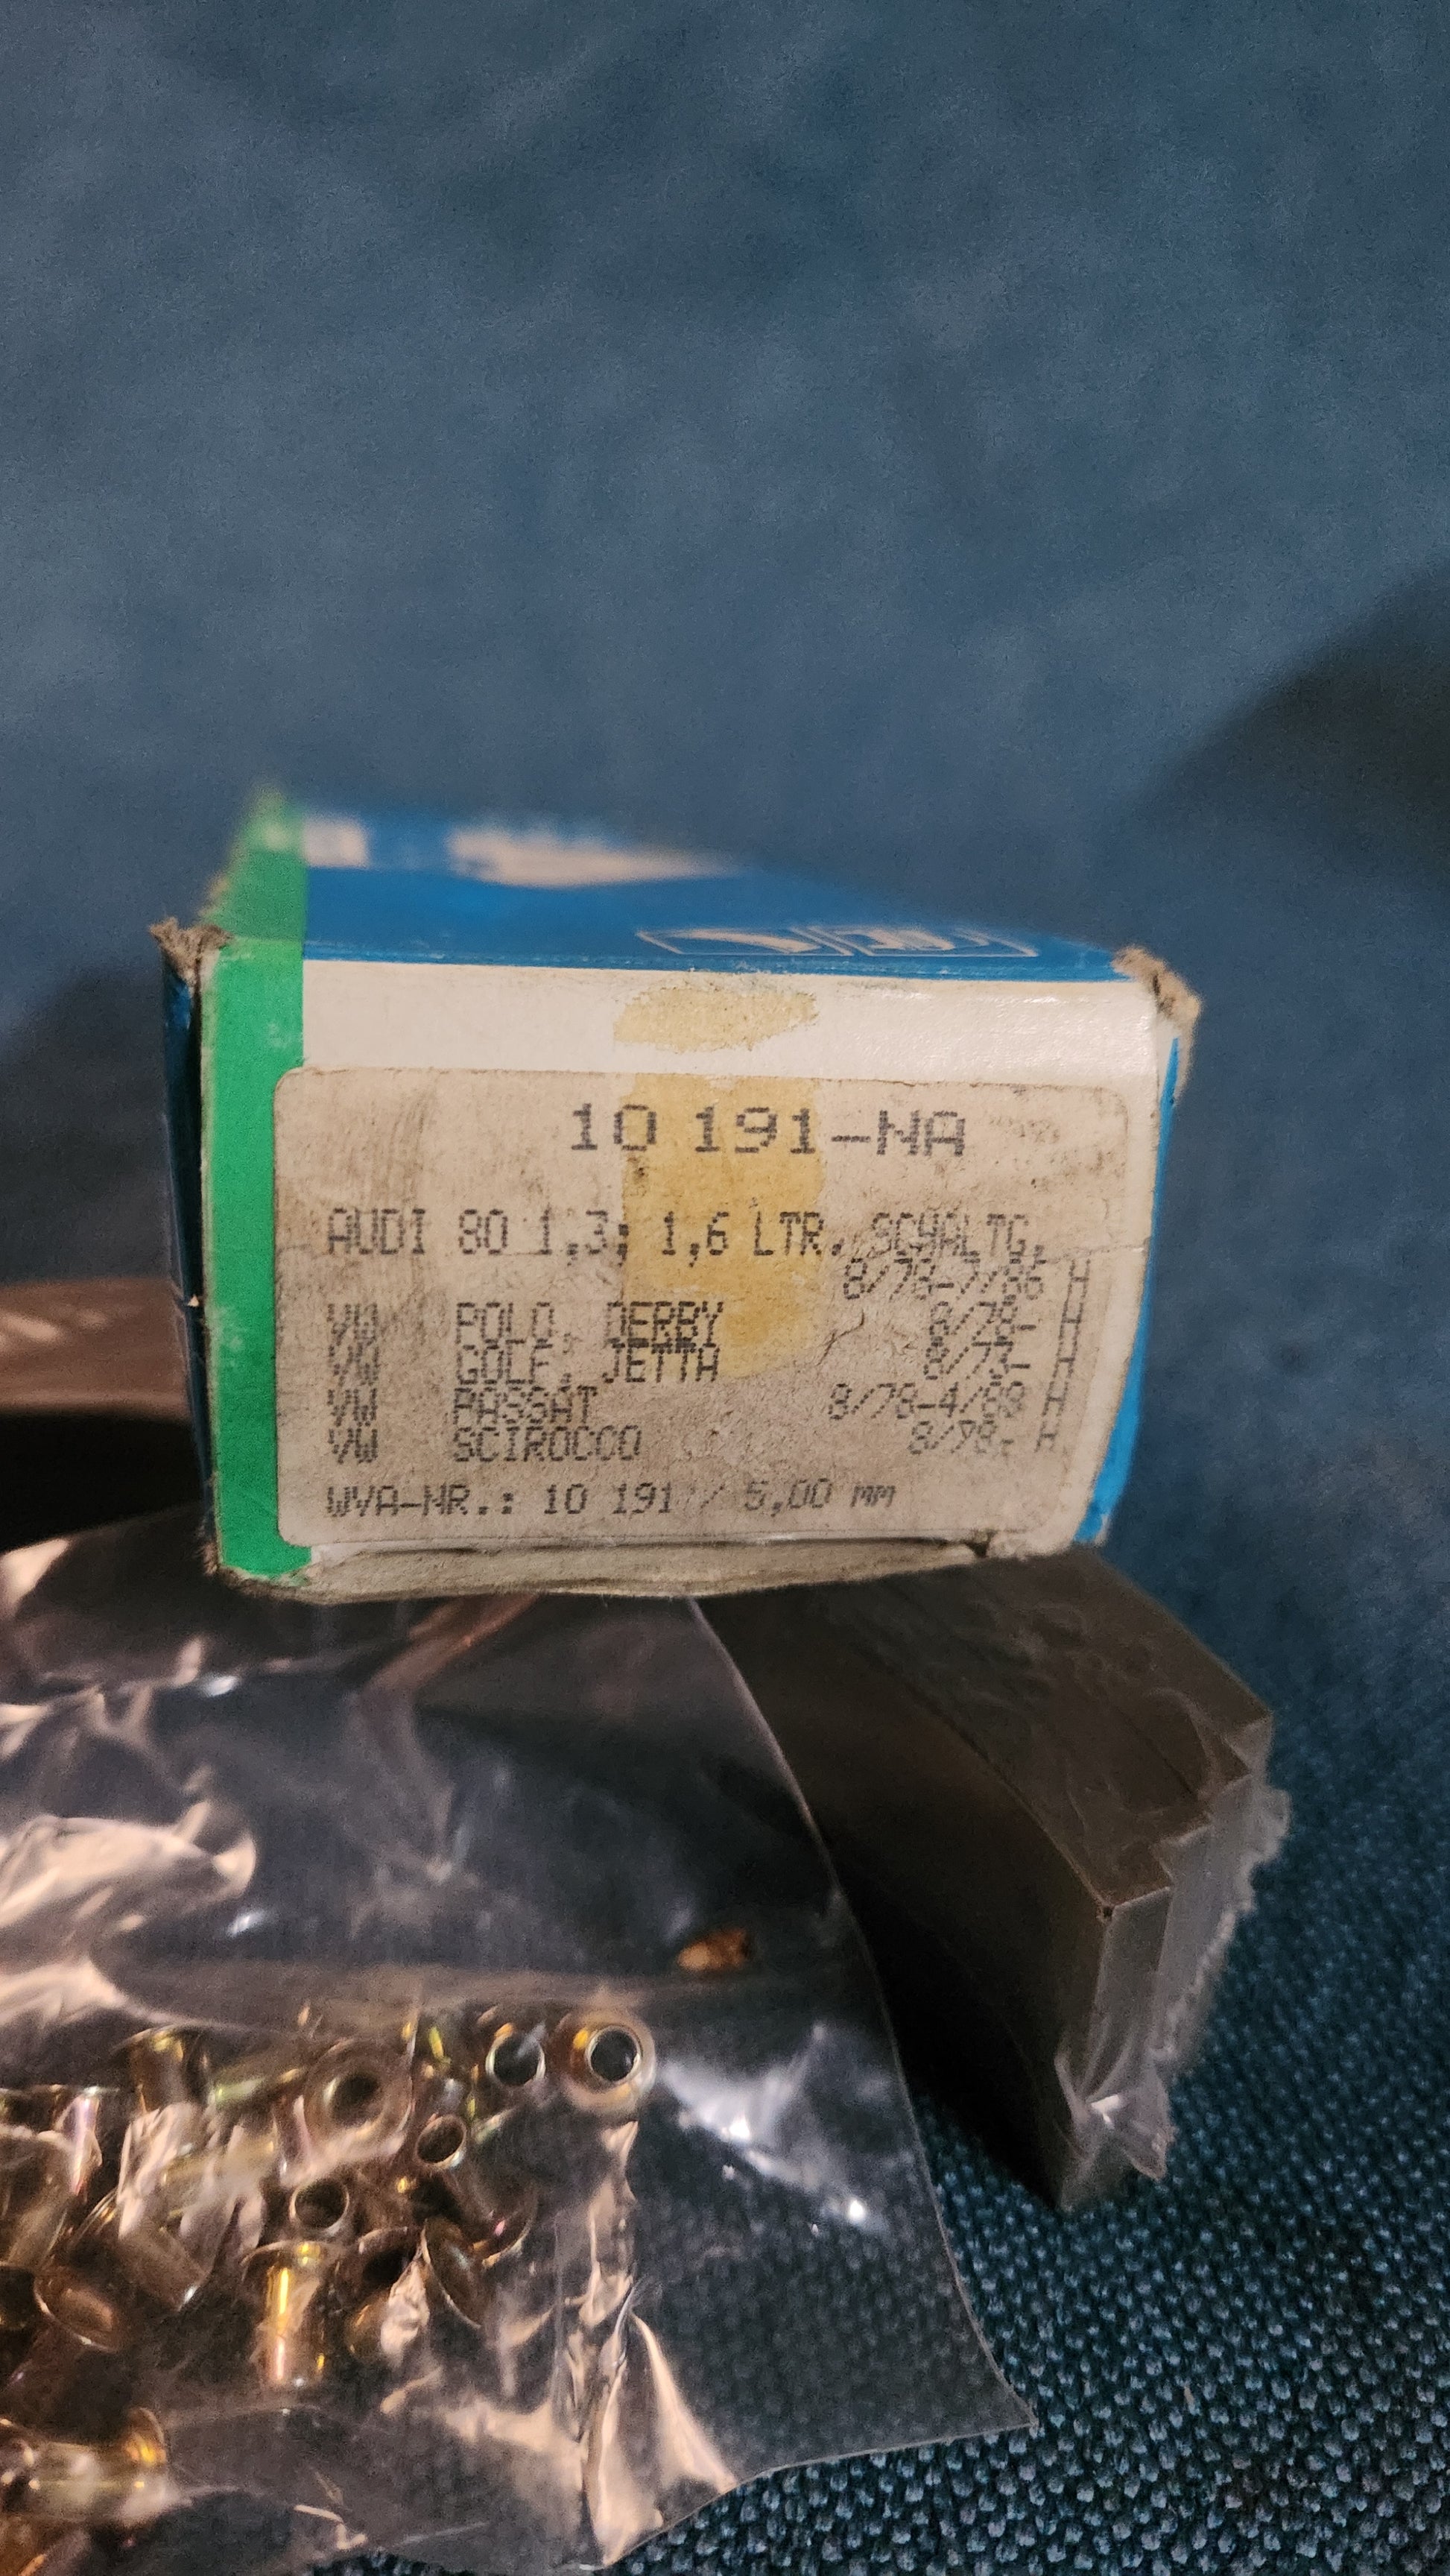 10 191-NA
AUDI 80 1,3; 1,6 LTR. SCHALTG.
8/78-7/86 H
VW POLO, DERBY 8/78- H
VW GOLF, JETTA 8/73- H
VW PASSAT 8/78-4/88 H
VW SCIROCCO 8/78- H
WVA-NR.: 10 191 / 5,00 mm